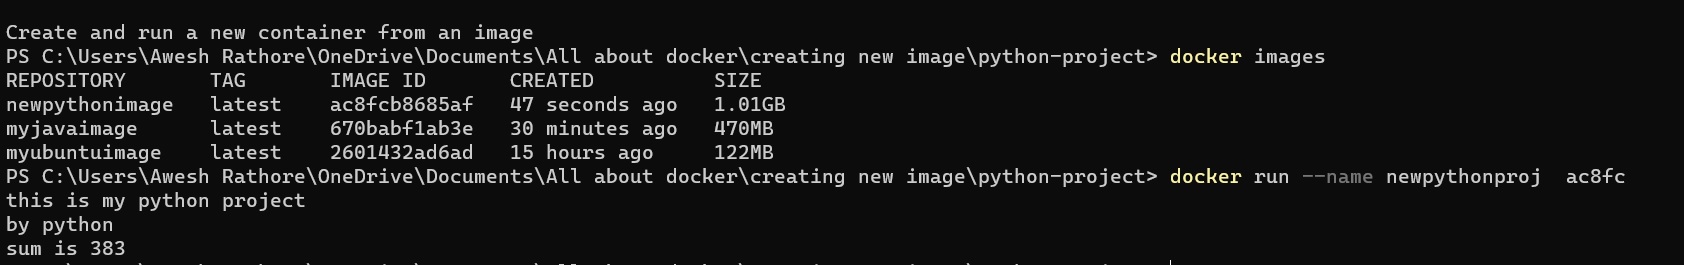 Create and run a new container from an image
PS C:\Users\Awesh Rathore\OneDrive\Documents\All about docker\creating new image\python-project> docker images
REPOSITORY       TAG       IMAGE ID       CREATED          SIZE
newpythonimage   latest    ac8fcb8685af   47 seconds ago   1.01GB
myjavaimage      latest    670babf1ab3e   30 minutes ago   470MB
myubuntuimage    latest    2601432ad6ad   15 hours ago     122MB
PS C:\Users\Awesh Rathore\OneDrive\Documents\All about docker\creating new image\python-project> docker run --name newpythonproj  ac8fc
this is my python project
by python
sum is 383